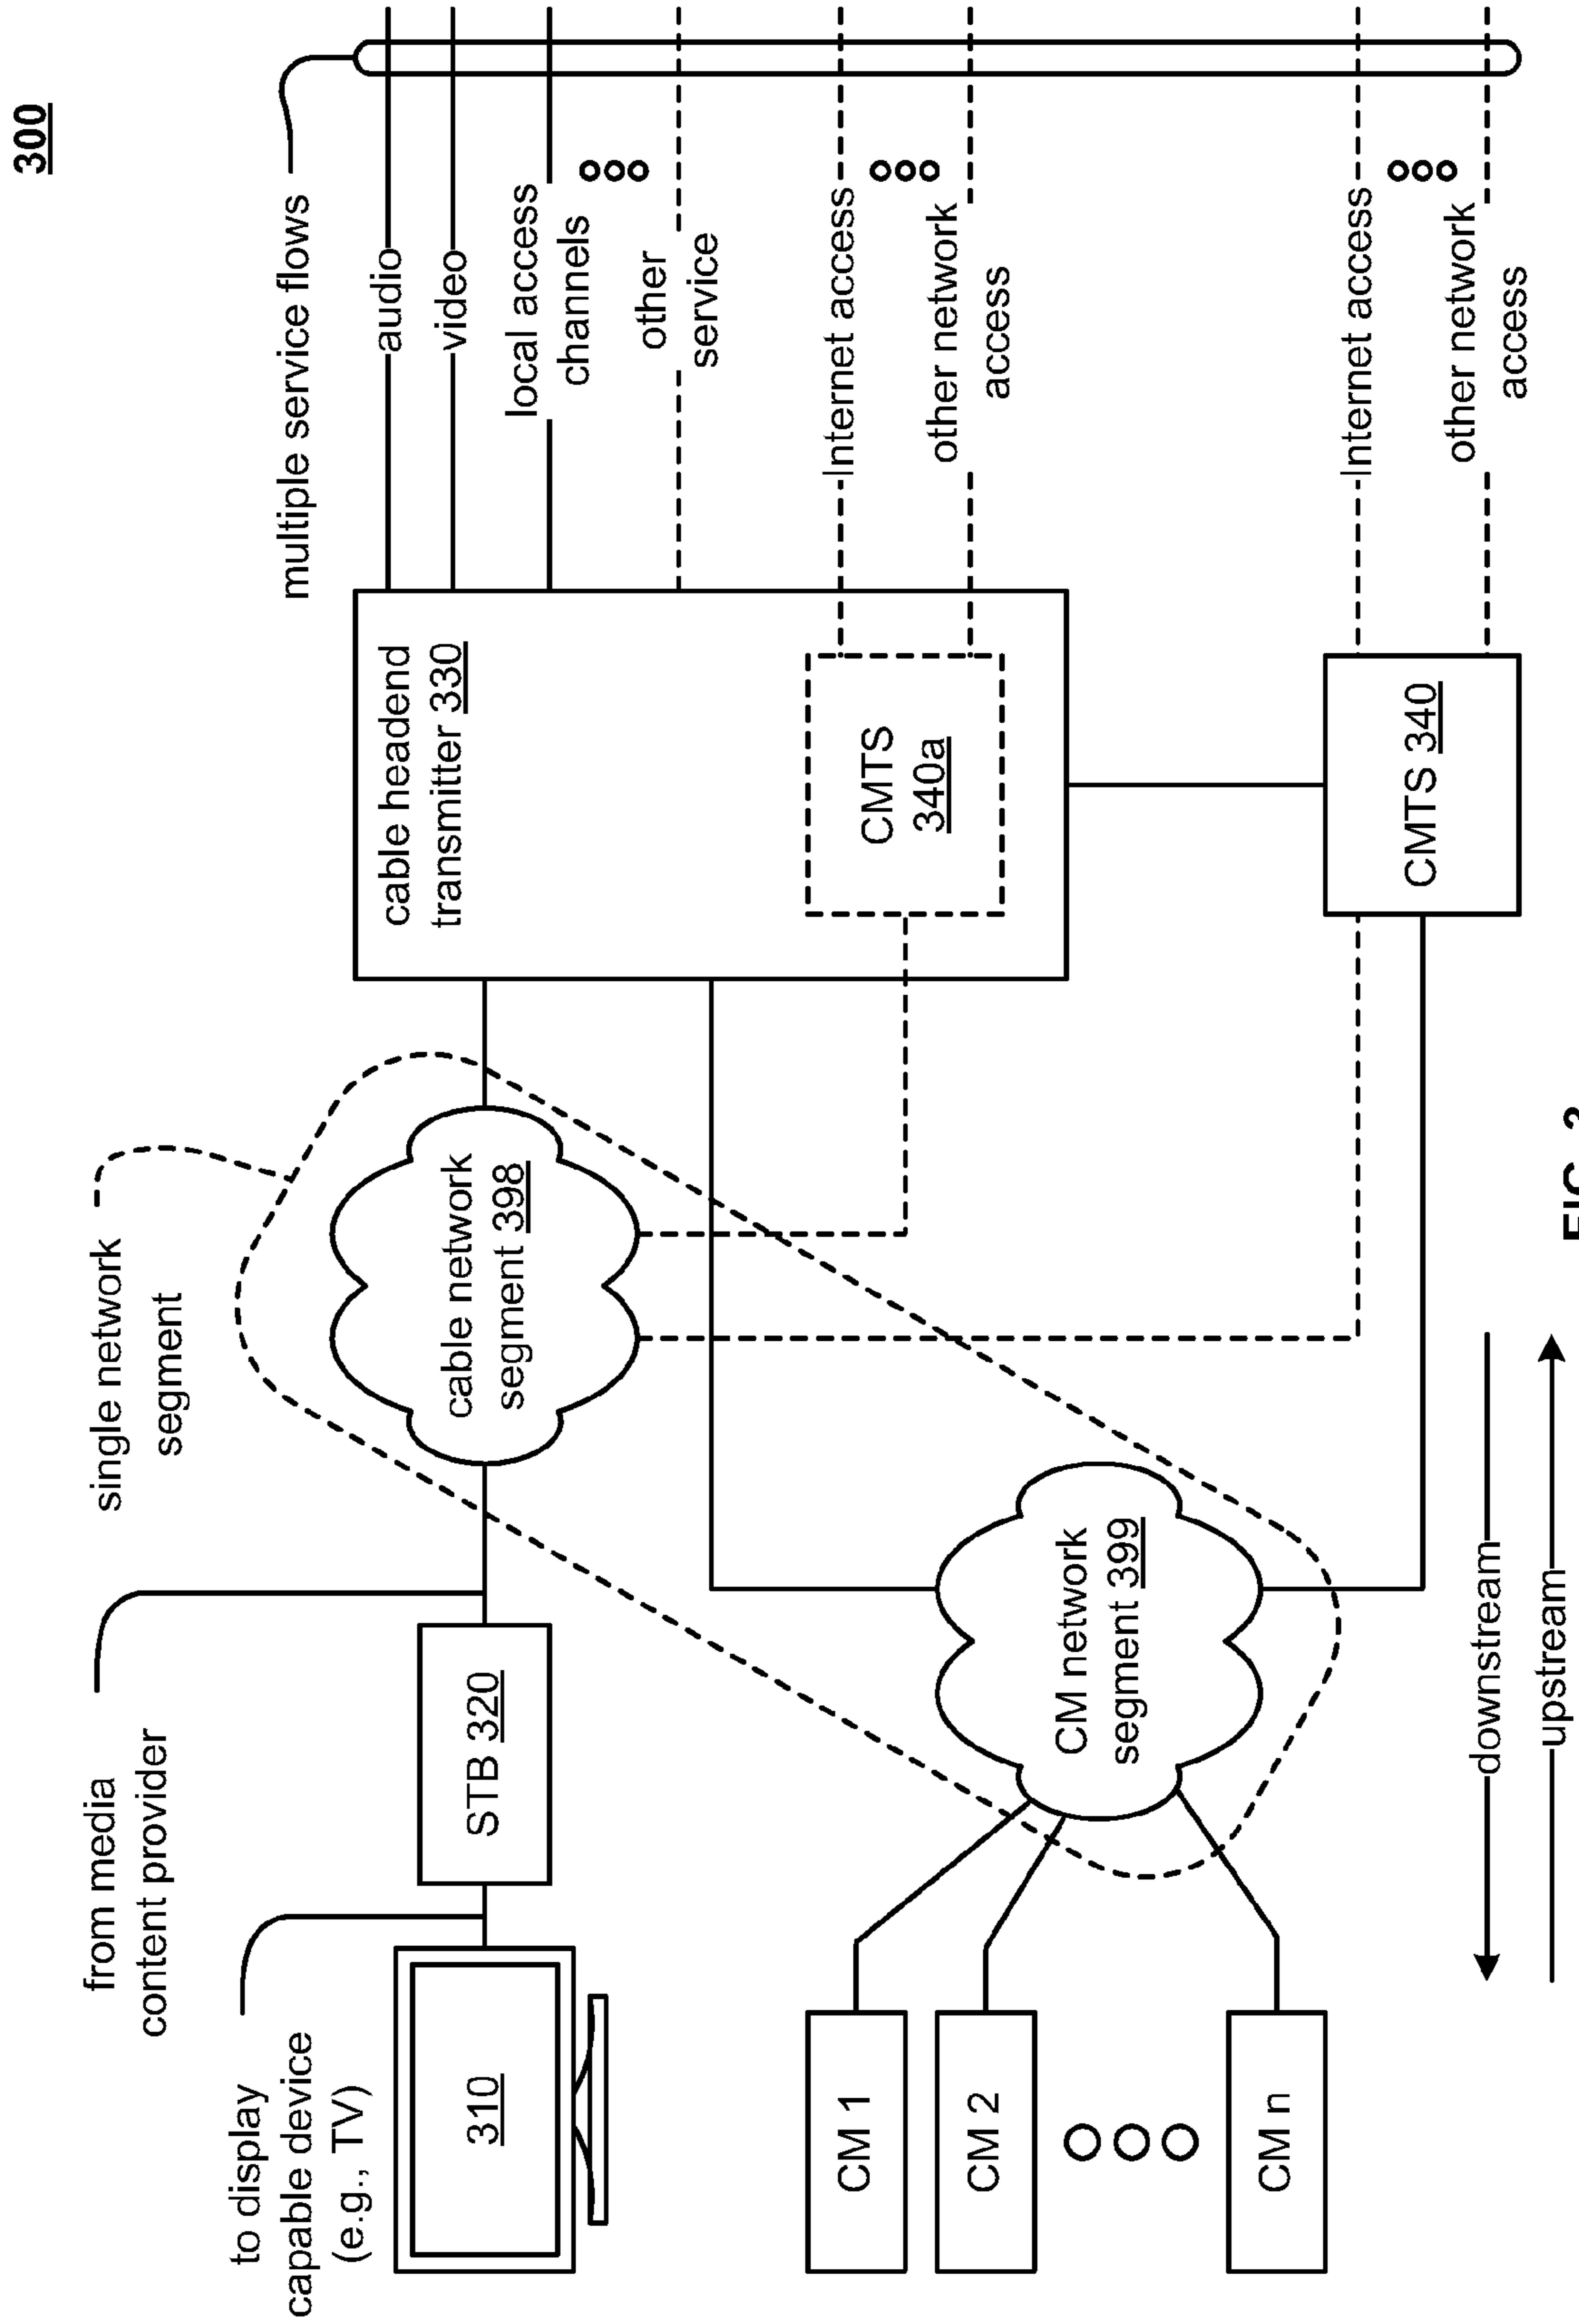 300
multiple service flows
audio
video
local access
channels
other
service
Internet access
other network
access
Internet access
other network
access
cable headend
transmitter 330
CMTS
340a
CMTS 340
single network
segment
cable network
segment 398
CM network
segment 399
from media
content provider
STB 320
to display
capable device
(e.g., TV)
310
CM 1
CM 2
CM n
downstream
upstream
FIG. 3